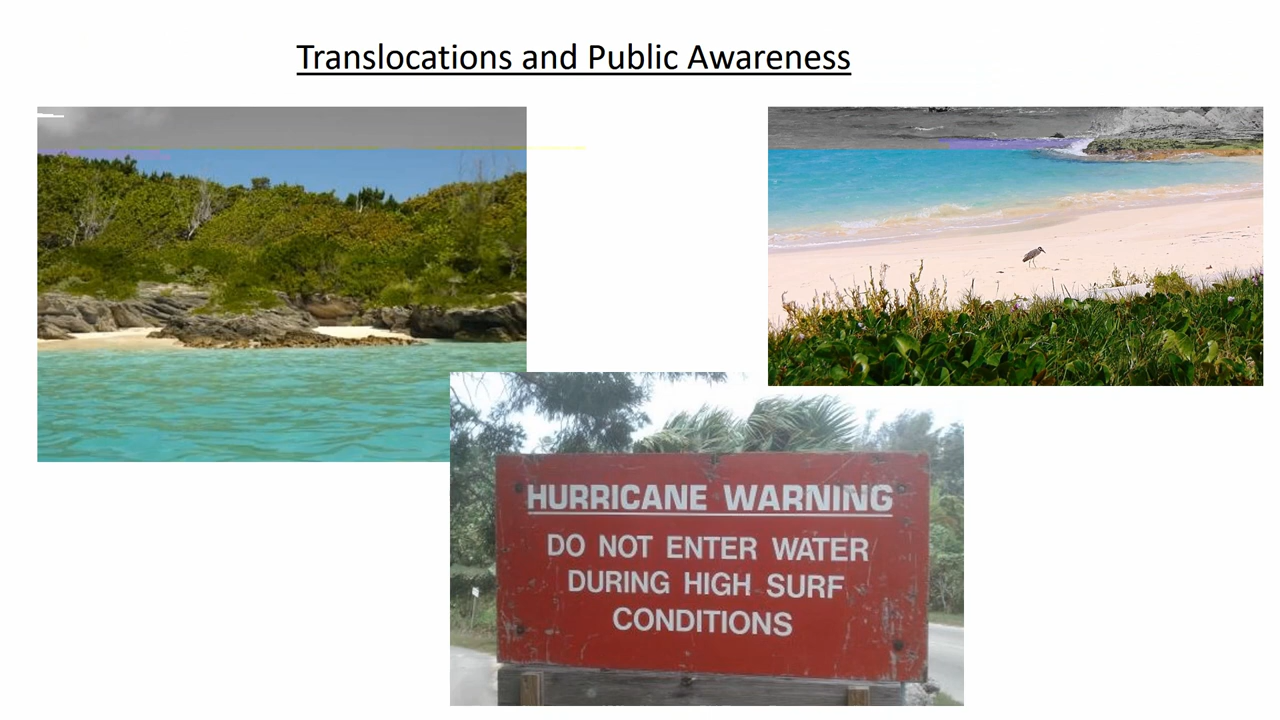 Translocations and Public Awareness
HURRICANE WARNING
DO NOT ENTER WATER
DURING HIGH SURF
CONDITIONS